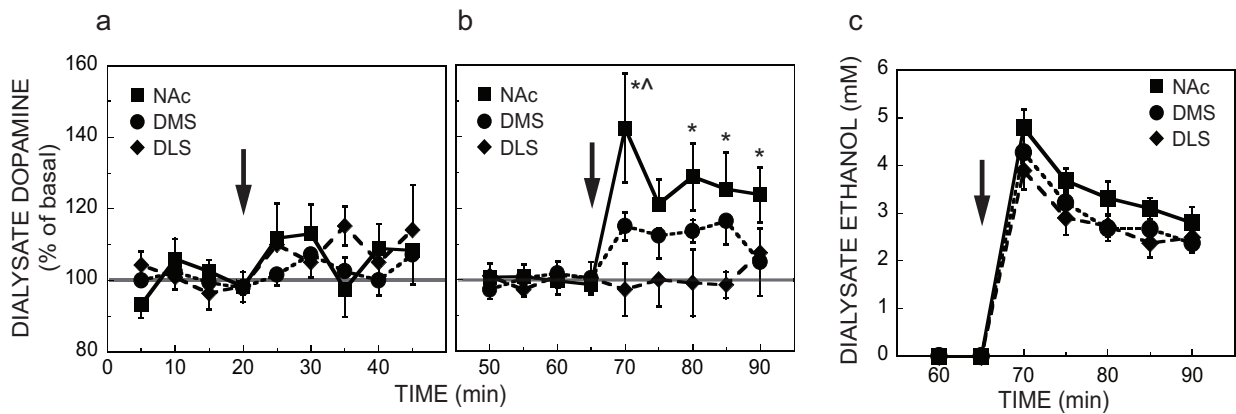 a
b
c
DIALYSATE DOPAMINE
(% of basal)
160
140
120
100
80
NAc
DMS
DLS
0
10
20
30
40
NAc
DMS
DLS
*^
*
*
*
50
60
70
80
90
TIME (min)
DIALYSATE ETHANOL (mM)
6
5
4
3
2
1
0
NAc
DMS
DLS
60
70
80
90
TIME (min)